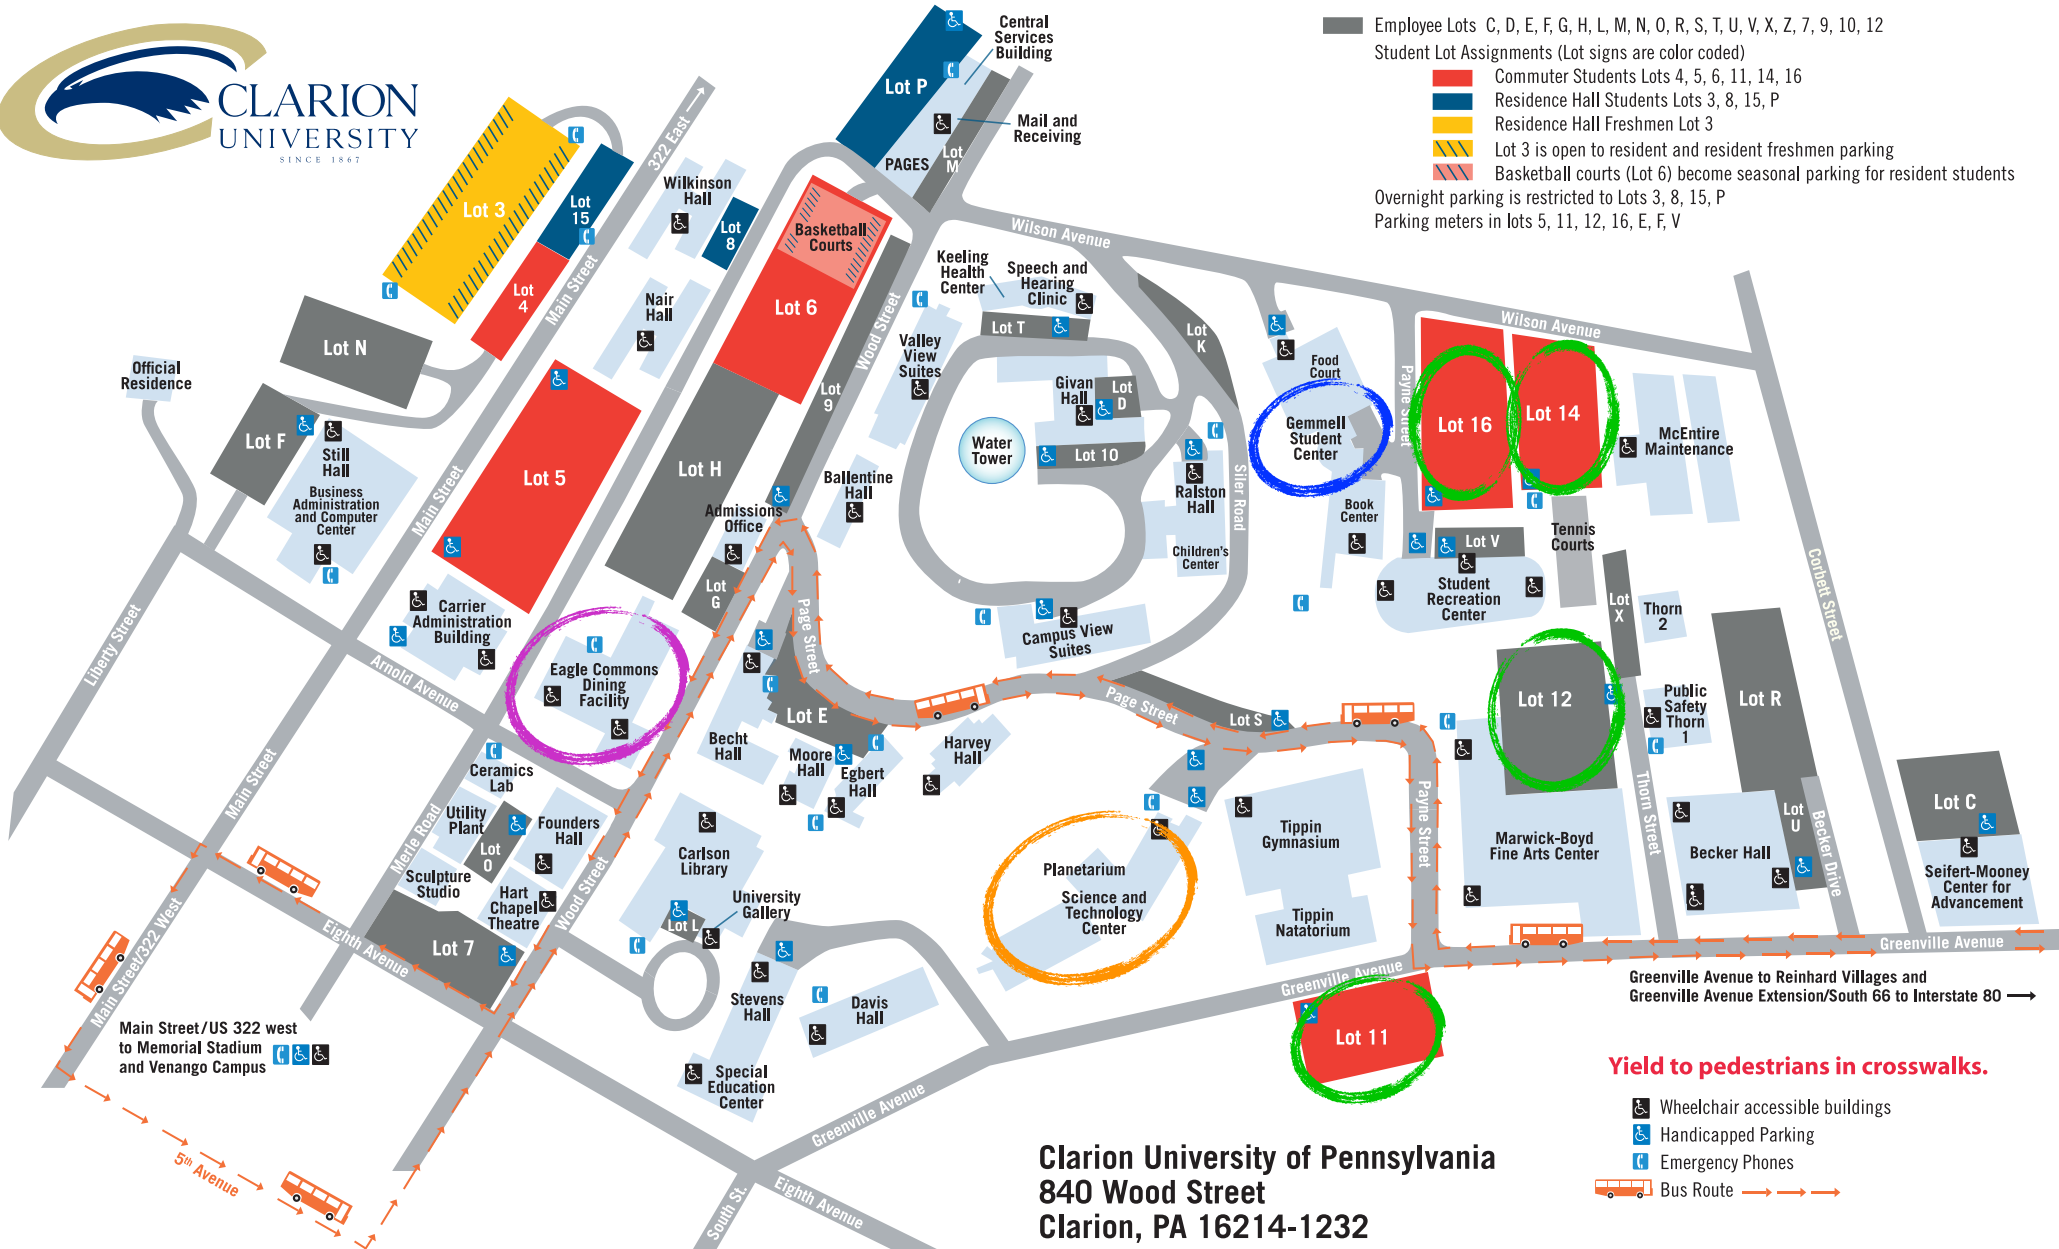 CLARION
UNIVERSITY
SINCE 1867
Employee Lots C, D, E, F, G, H, L, M, N, O, R, S, T, U, V, X, Z, 7, 9, 10, 12
Student Lot Assignments (Lot signs are color coded)
Commuter Students Lots 4, 5, 6, 11, 14, 16
Residence Hall Students Lots 3, 8, 15, P
Residence Hall Freshmen Lot 3
Lot 3 is open to resident and resident freshmen parking
Basketball courts (Lot 6) become seasonal parking for resident students
Overnight parking is restricted to Lots 3, 8, 15, P
Parking meters in lots 5, 11, 12, 16, E, F, V
Central
Services
Building
Lot P
Mail and
Receiving
PAGES
Lot
M
322 East
Wilkinson
Hall
Lot 3
Lot
15
Lot
8
Basketball
Courts
Lot
4
Main Street
Nair
Hall
Lot 6
Wilson Avenue
Keeling
Health
Center
Speech and
Hearing
Clinic
Lot T
Lot
K
Wood Street
Valley
View
Suites
Lot
9
Givan
Hall
Lot
D
Lot 10
Water
Tower
Food
Court
Gemmell
Student
Center
Payne Street
Wilson Avenue
Lot 16
Lot 14
McEntire
Maintenance
Official
Residence
Lot N
Lot F
Still
Hall
Business
Administration
and Computer
Center
Main Street
Lot 5
Lot H
Admissions
Office
Ballentine
Hall
Ralston
Hall
Children's
Center
Siler Road
Book
Center
Lot V
Tennis
Courts
Student
Recreation
Center
Corbett Street
Lot
X
Thorn
2
Lot
G
Page Street
Campus View
Suites
Carrier
Administration
Building
Liberty Street
Arnold Avenue
Eagle Commons
Dining
Facility
Lot E
Page Street
Lot S
Lot 12
Public
Safety
Thorn
1
Lot R
Becht
Hall
Moore
Hall
Egbert
Hall
Harvey
Hall
Ceramics
Lab
Main Street
Utility
Plant
Merle Road
Lot
O
Founders
Hall
Sculpture
Studio
Hart
Chapel
Theatre
Wood Street
Carlson
Library
University
Gallery
Lot L
Planetarium
Science and
Technology
Center
Tippin
Gymnasium
Tippin
Natatorium
Payne Street
Marwick-Boyd
Fine Arts Center
Thorn Street
Becker Hall
Lot
U
Becker Drive
Lot C
Seifert-Mooney
Center for
Advancement
Greenville Avenue
Lot 7
Eighth Avenue
Main Street/322 West
Stevens
Hall
Davis
Hall
Special
Education
Center
Greenville Avenue
Lot 11
Greenville Avenue to Reinhard Villages and
Greenville Avenue Extension/South 66 to Interstate 80
Main Street/US 322 west
to Memorial Stadium
and Venango Campus
5th Avenue
Greenville Avenue
South St.
Eighth Avenue
Clarion University of Pennsylvania
840 Wood Street
Clarion, PA 16214-1232
Yield to pedestrians in crosswalks.
Wheelchair accessible buildings
Handicapped Parking
Emergency Phones
Bus Route